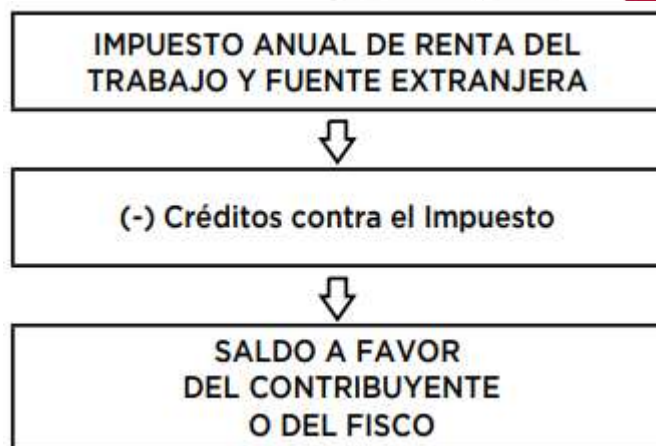 IMPUESTO ANUAL DE RENTA DEL
TRABAJO Y FUENTE EXTRANJERA
(-) Créditos contra el Impuesto
SALDO A FAVOR
DEL CONTRIBUYENTE
O DEL FISCO